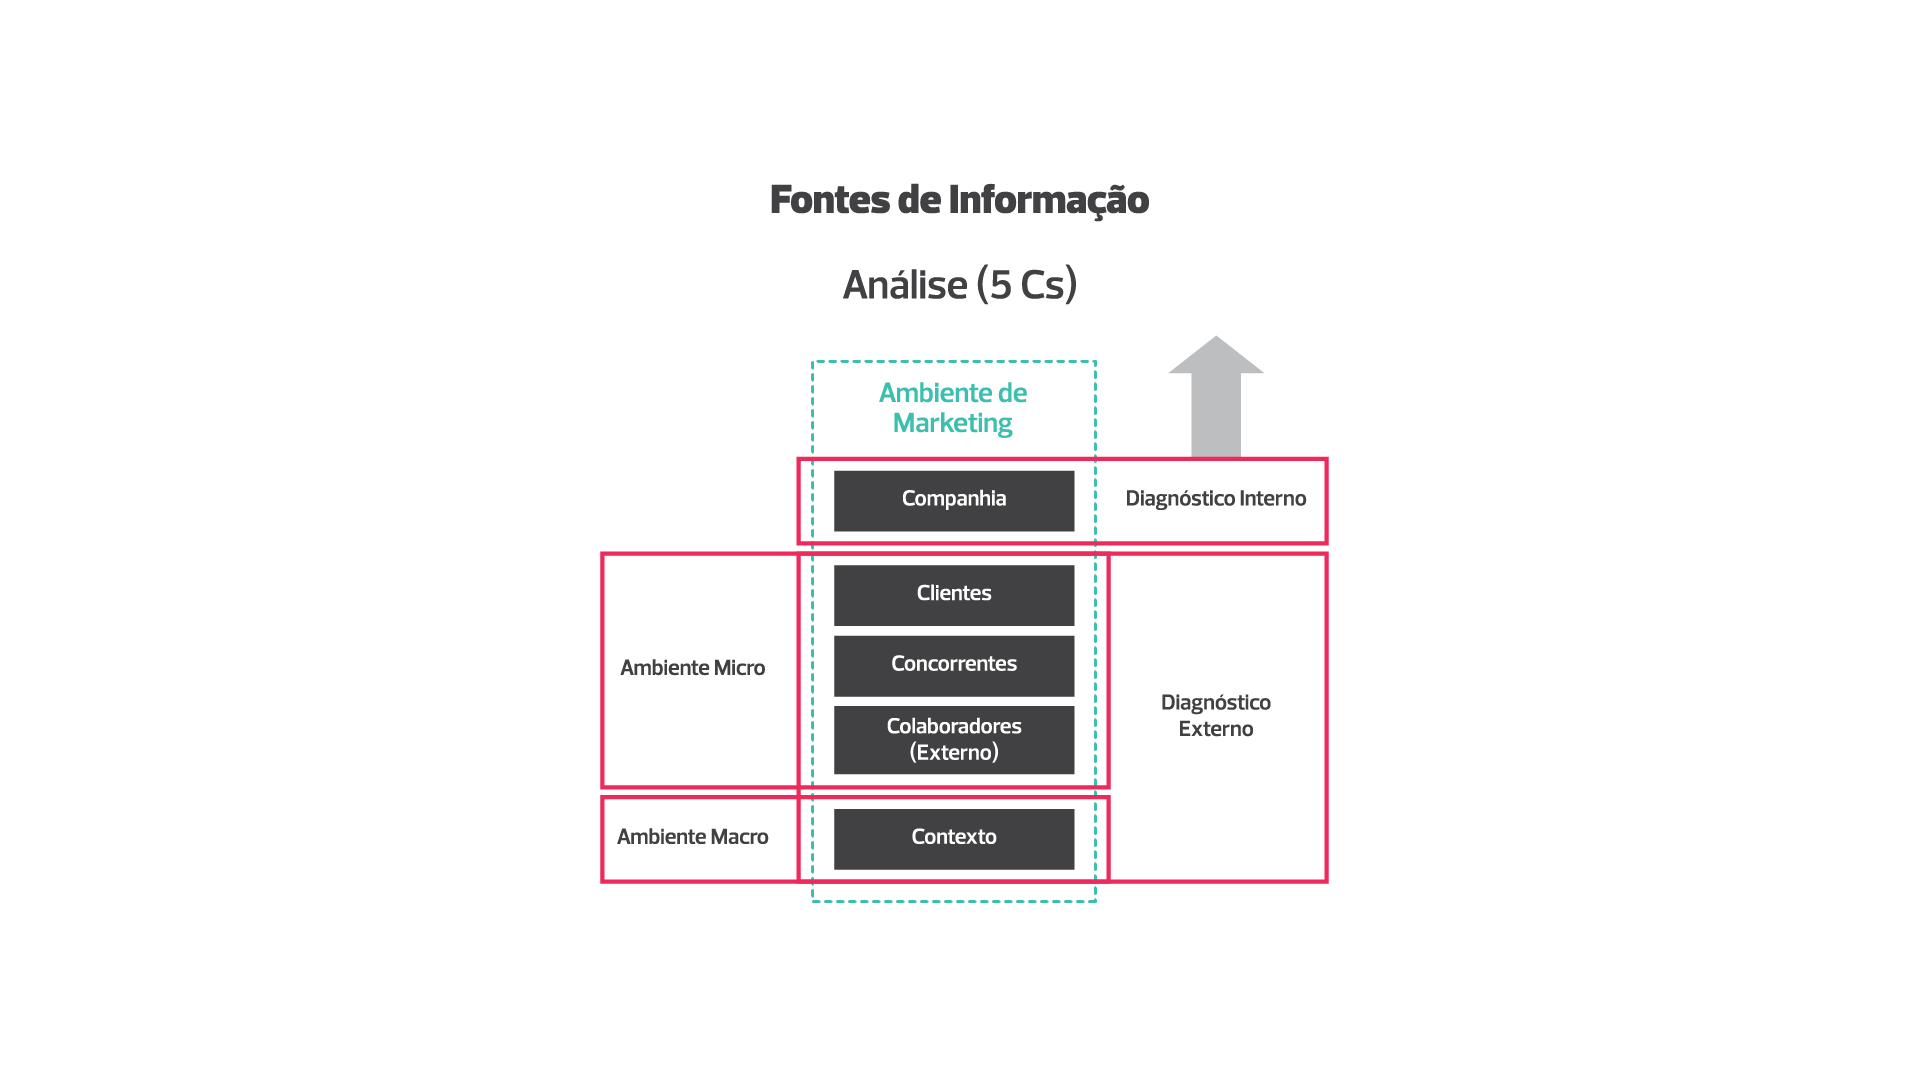 Fontes de Informação
Análise (5 Cs)
Ambiente de
Marketing
Companhia
Diagnóstico Interno
Ambiente Micro
Clientes
Concorrentes
Colaboradores
(Externo)
Diagnóstico
Externo
Ambiente Macro
Contexto